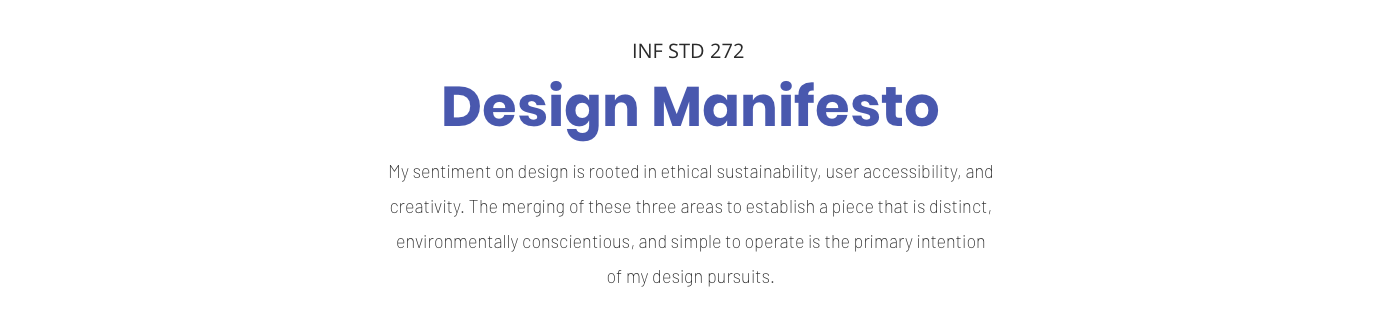 INF STD 272
Design Manifesto
My sentiment on design is rooted in ethical sustainability, user accessibility, and
creativity. The merging of these three areas to establish a piece that is distinct,
environmentally conscientious, and simple to operate is the primary intention
of my design pursuits.